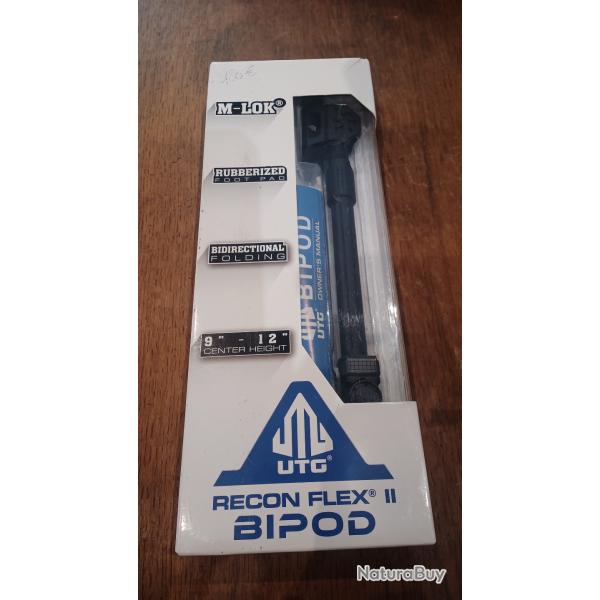 M-LOK®
RUBBERIZED
FOOT PAD
BIDIRECTIONAL
FOLDING
9" - 12"
CENTER HEIGHT
BIPOD
UTG OWNER'S MANUAL
UTG®
RECON FLEX® II
BIPOD
NaturaBuy